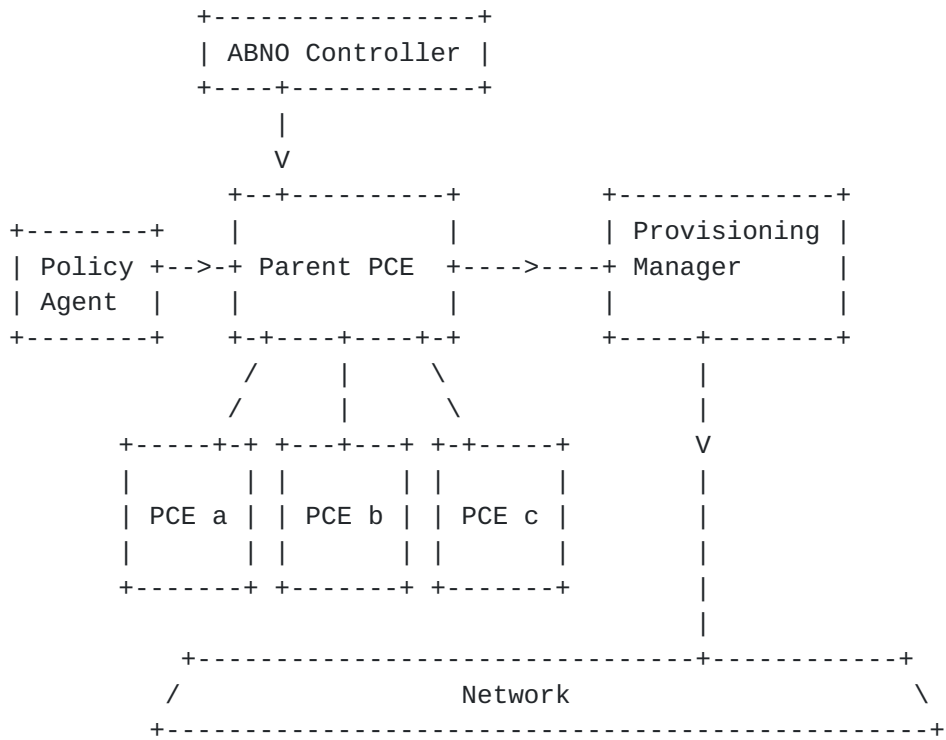 ABNO Controller
V
Provisioning
Policy Parent PCE Manager
Agent
V
PCE a PCE b PCE c
Network